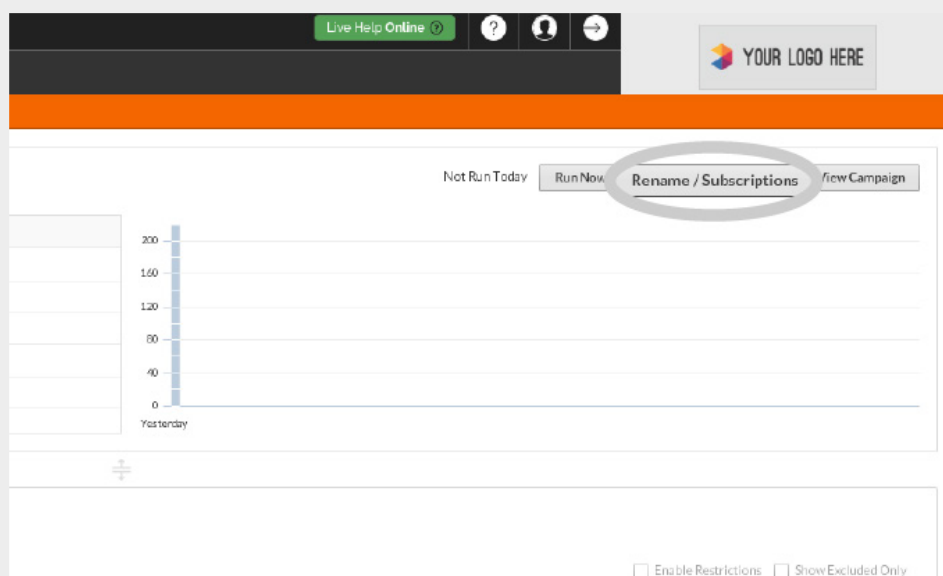 Live Help Online ?
?
YOUR LOGO HERE
Not Run Today
Run Now
Rename / Subscriptions
View Campaign
200
160
120
80
40
0
Yesterday
Enable Restrictions
Show Excluded Only